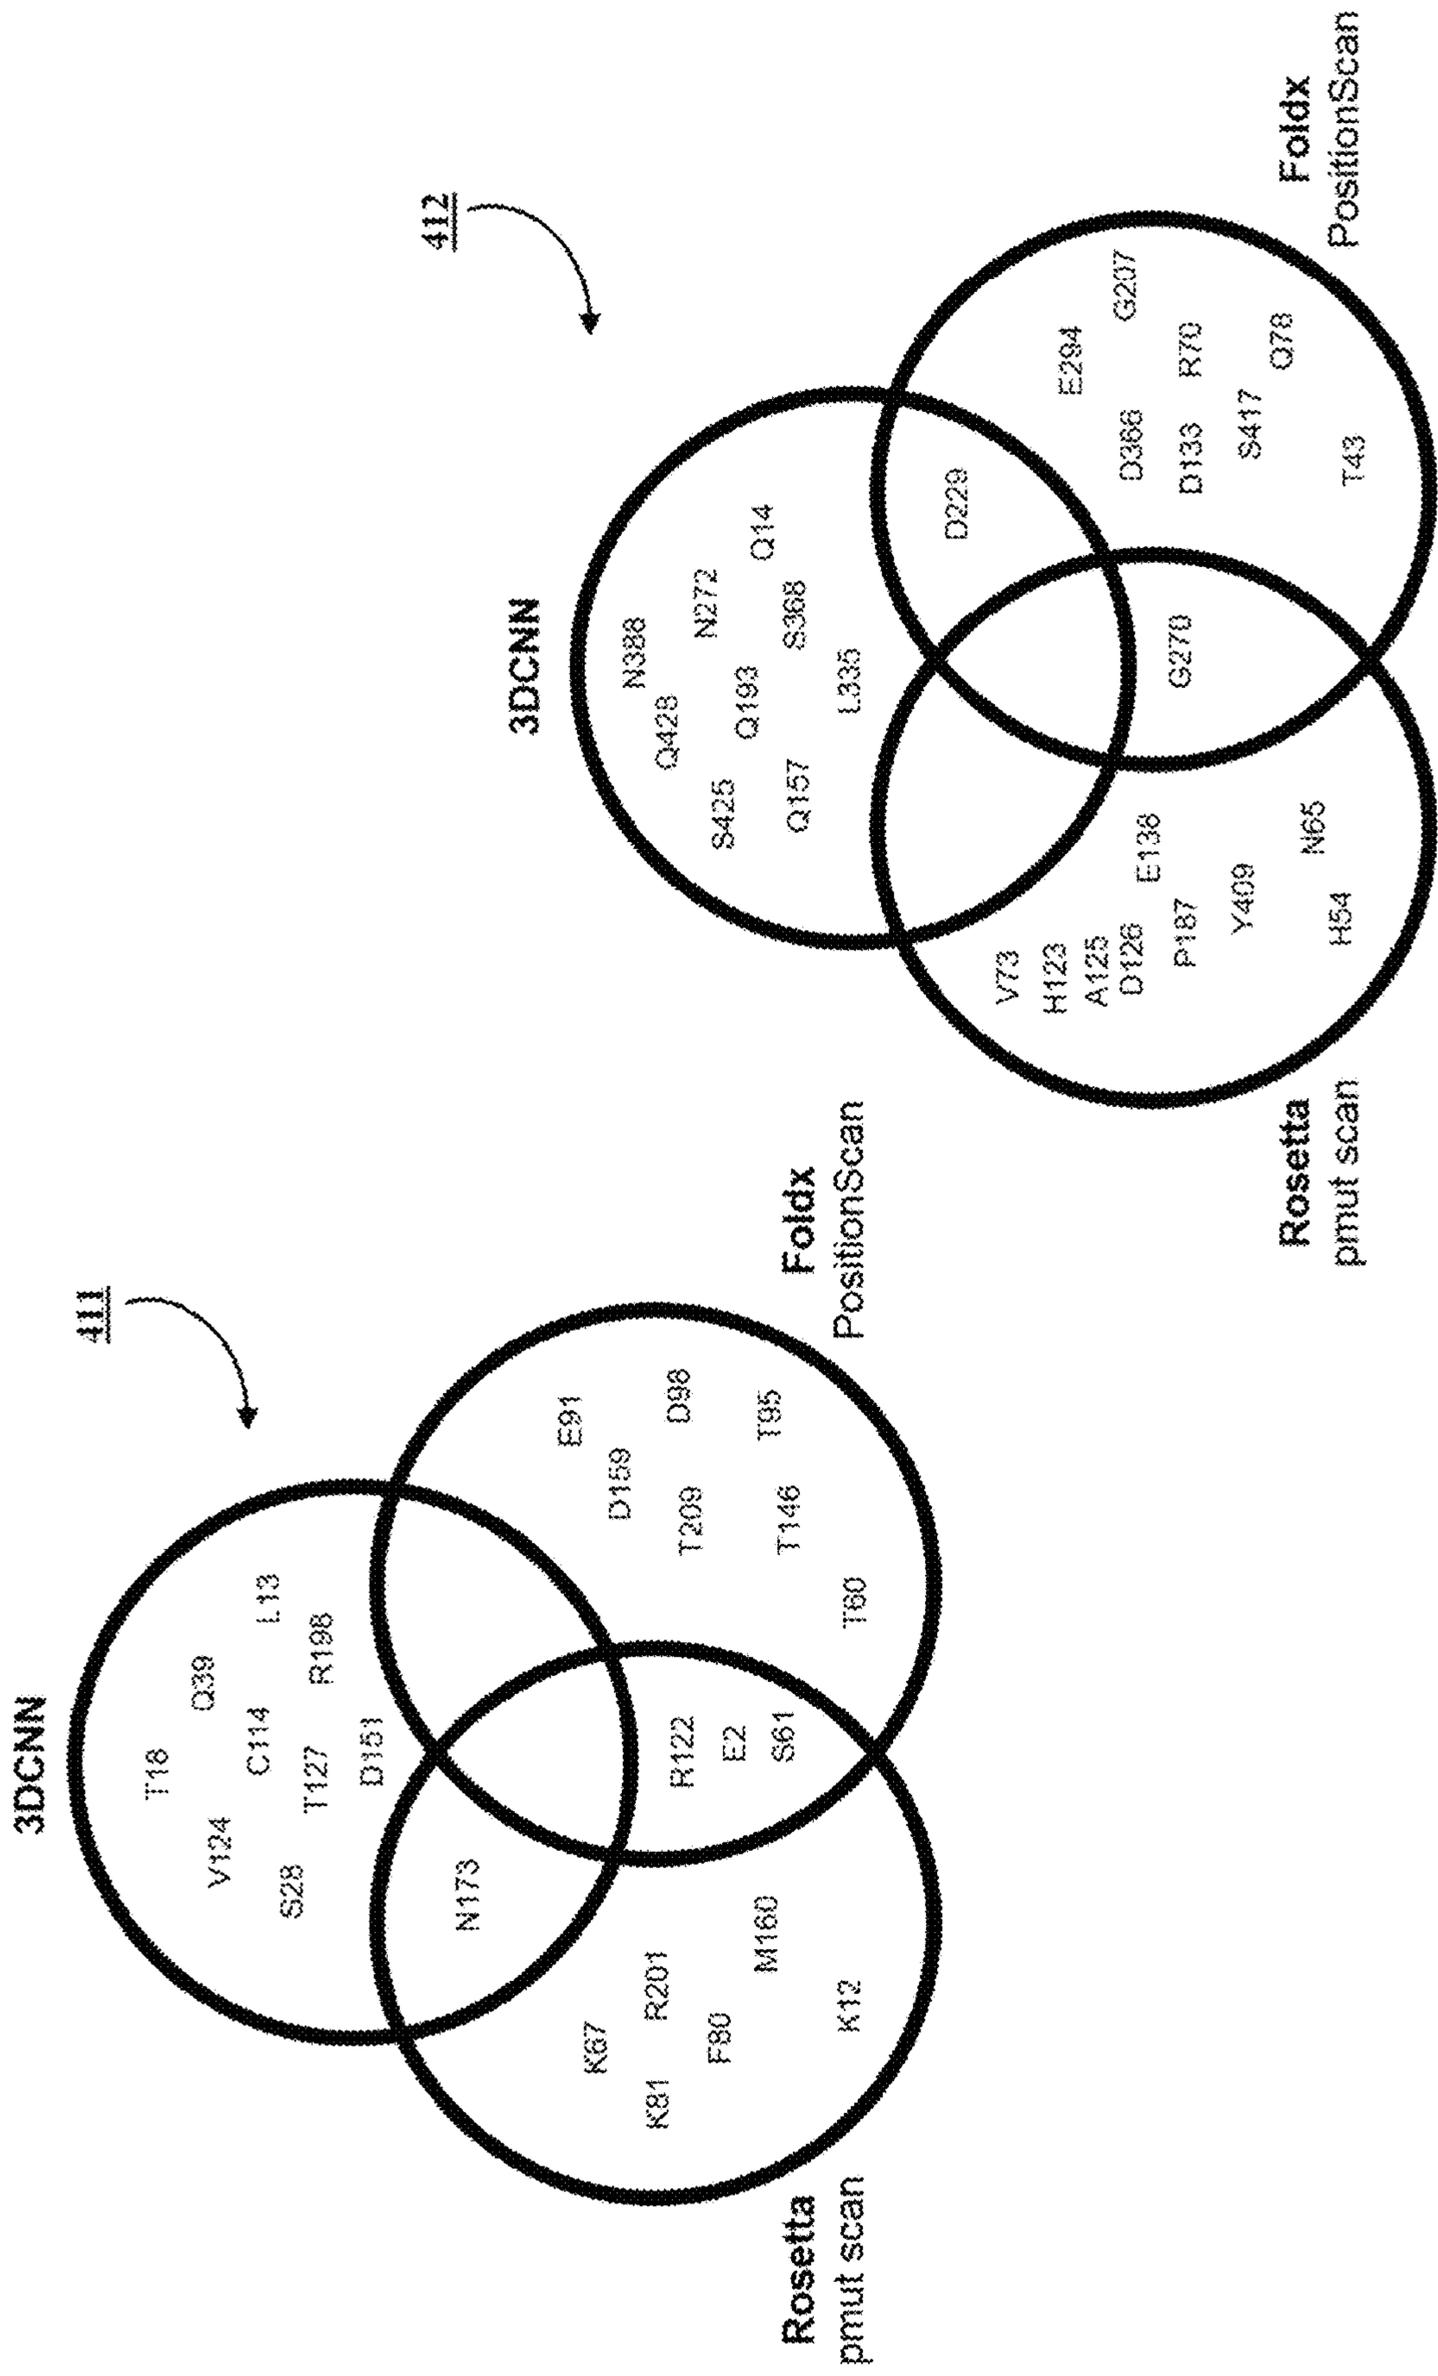 411
3DCNN
T18
Q39
V124
C114
L13
S28
T127
R198
D151
N173
K67
K81
R201
F80
M160
K12
R122
E2
S61
E91
D159
D98
T209
T95
T146
T60
Rosetta
pmut scan
Foldx
PositionScan
412
3DCNN
N388
Q428
N272
S425
Q193
Q14
Q157
S368
L335
D229
V73
H123
A125
D126
E138
P187
Y409
N65
H54
G270
E294
G207
D366
D133
R70
S417
Q78
T43
Rosetta
pmut scan
Foldx
PositionScan